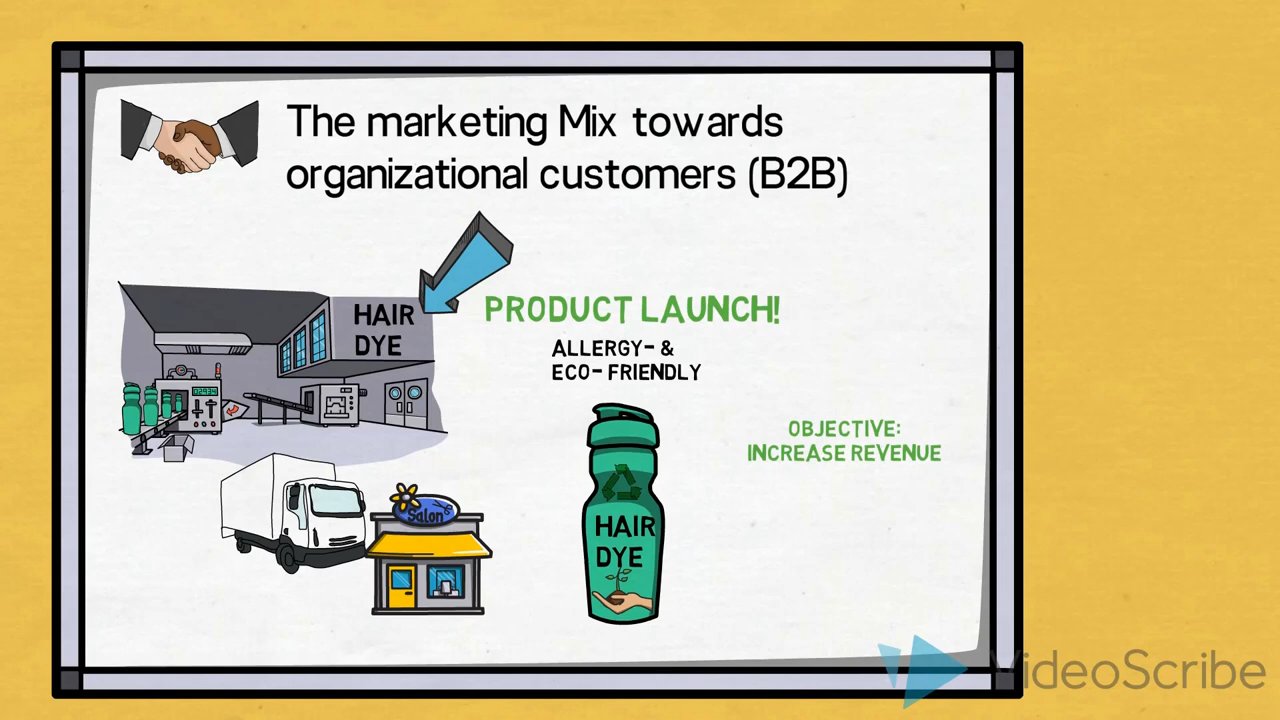 The marketing Mix towards
organizational customers (B2B)
HAIR
DYE
PRODUCT LAUNCH!
ALLERGY- &
ECO- FRIENDLY
OBJECTIVE:
INCREASE REVENUE
Salon
HAIR
DYE
VideoScribe